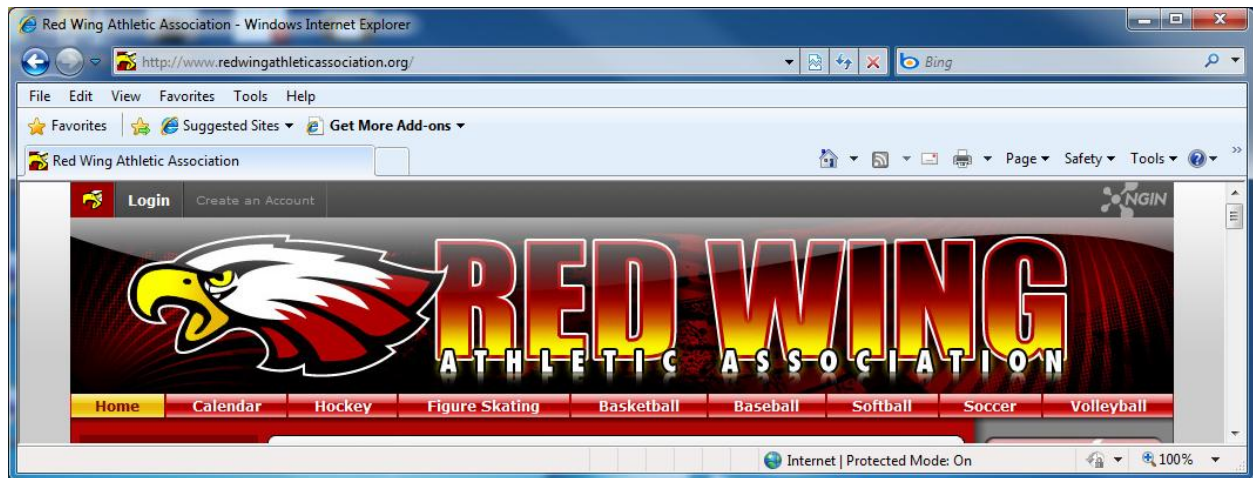 Red Wing Athletic Association - Windows Internet Explorer
http://www.redwingathleticassociation.org/ Bing
File Edit View Favorites Tools Help
Favorites Suggested Sites Get More Add-ons
Red Wing Athletic Association Page Safety Tools
Login Create an Account NGIN
RED WING
ATHLETIC ASSOCIATION
Home Calendar Hockey Figure Skating Basketball Baseball Softball Soccer Volleyball
Internet | Protected Mode: On 100%